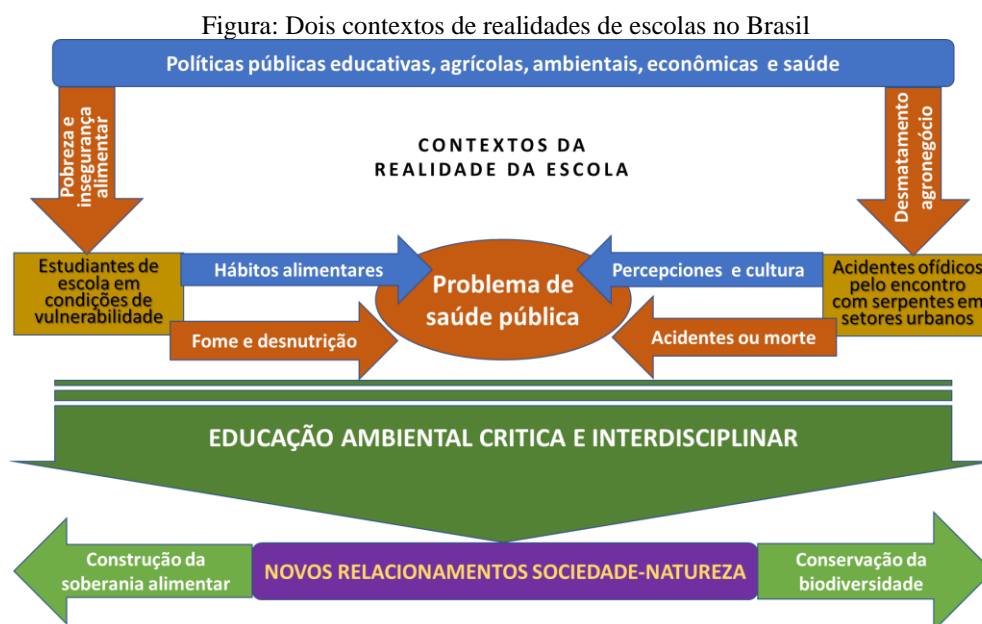 Figura: Dois contextos de realidades de escolas no Brasil
Políticas públicas educativas, agrícolas, ambientais, econômicas e saúde
Pobreza e
insegurança
alimentar
CONTEXTOS DA
REALIDADE DA ESCOLA
Desmatamento
agronegócio
Estudantes de
escola em
condições de
vulnerabilidade
Hábitos alimentares
Fome e desnutrição
Problema de
saúde pública
Percepciones e cultura
Acidentes ou morte
Acidentes ofídicos
pelo encontro
com serpentes em
setores urbanos
EDUCAÇÃO AMBIENTAL CRITICA E INTERDISCIPLINAR
Construção da
soberania alimentar
NOVOS RELACIONAMENTOS SOCIEDADE-NATUREZA
Conservação da
biodiversidade